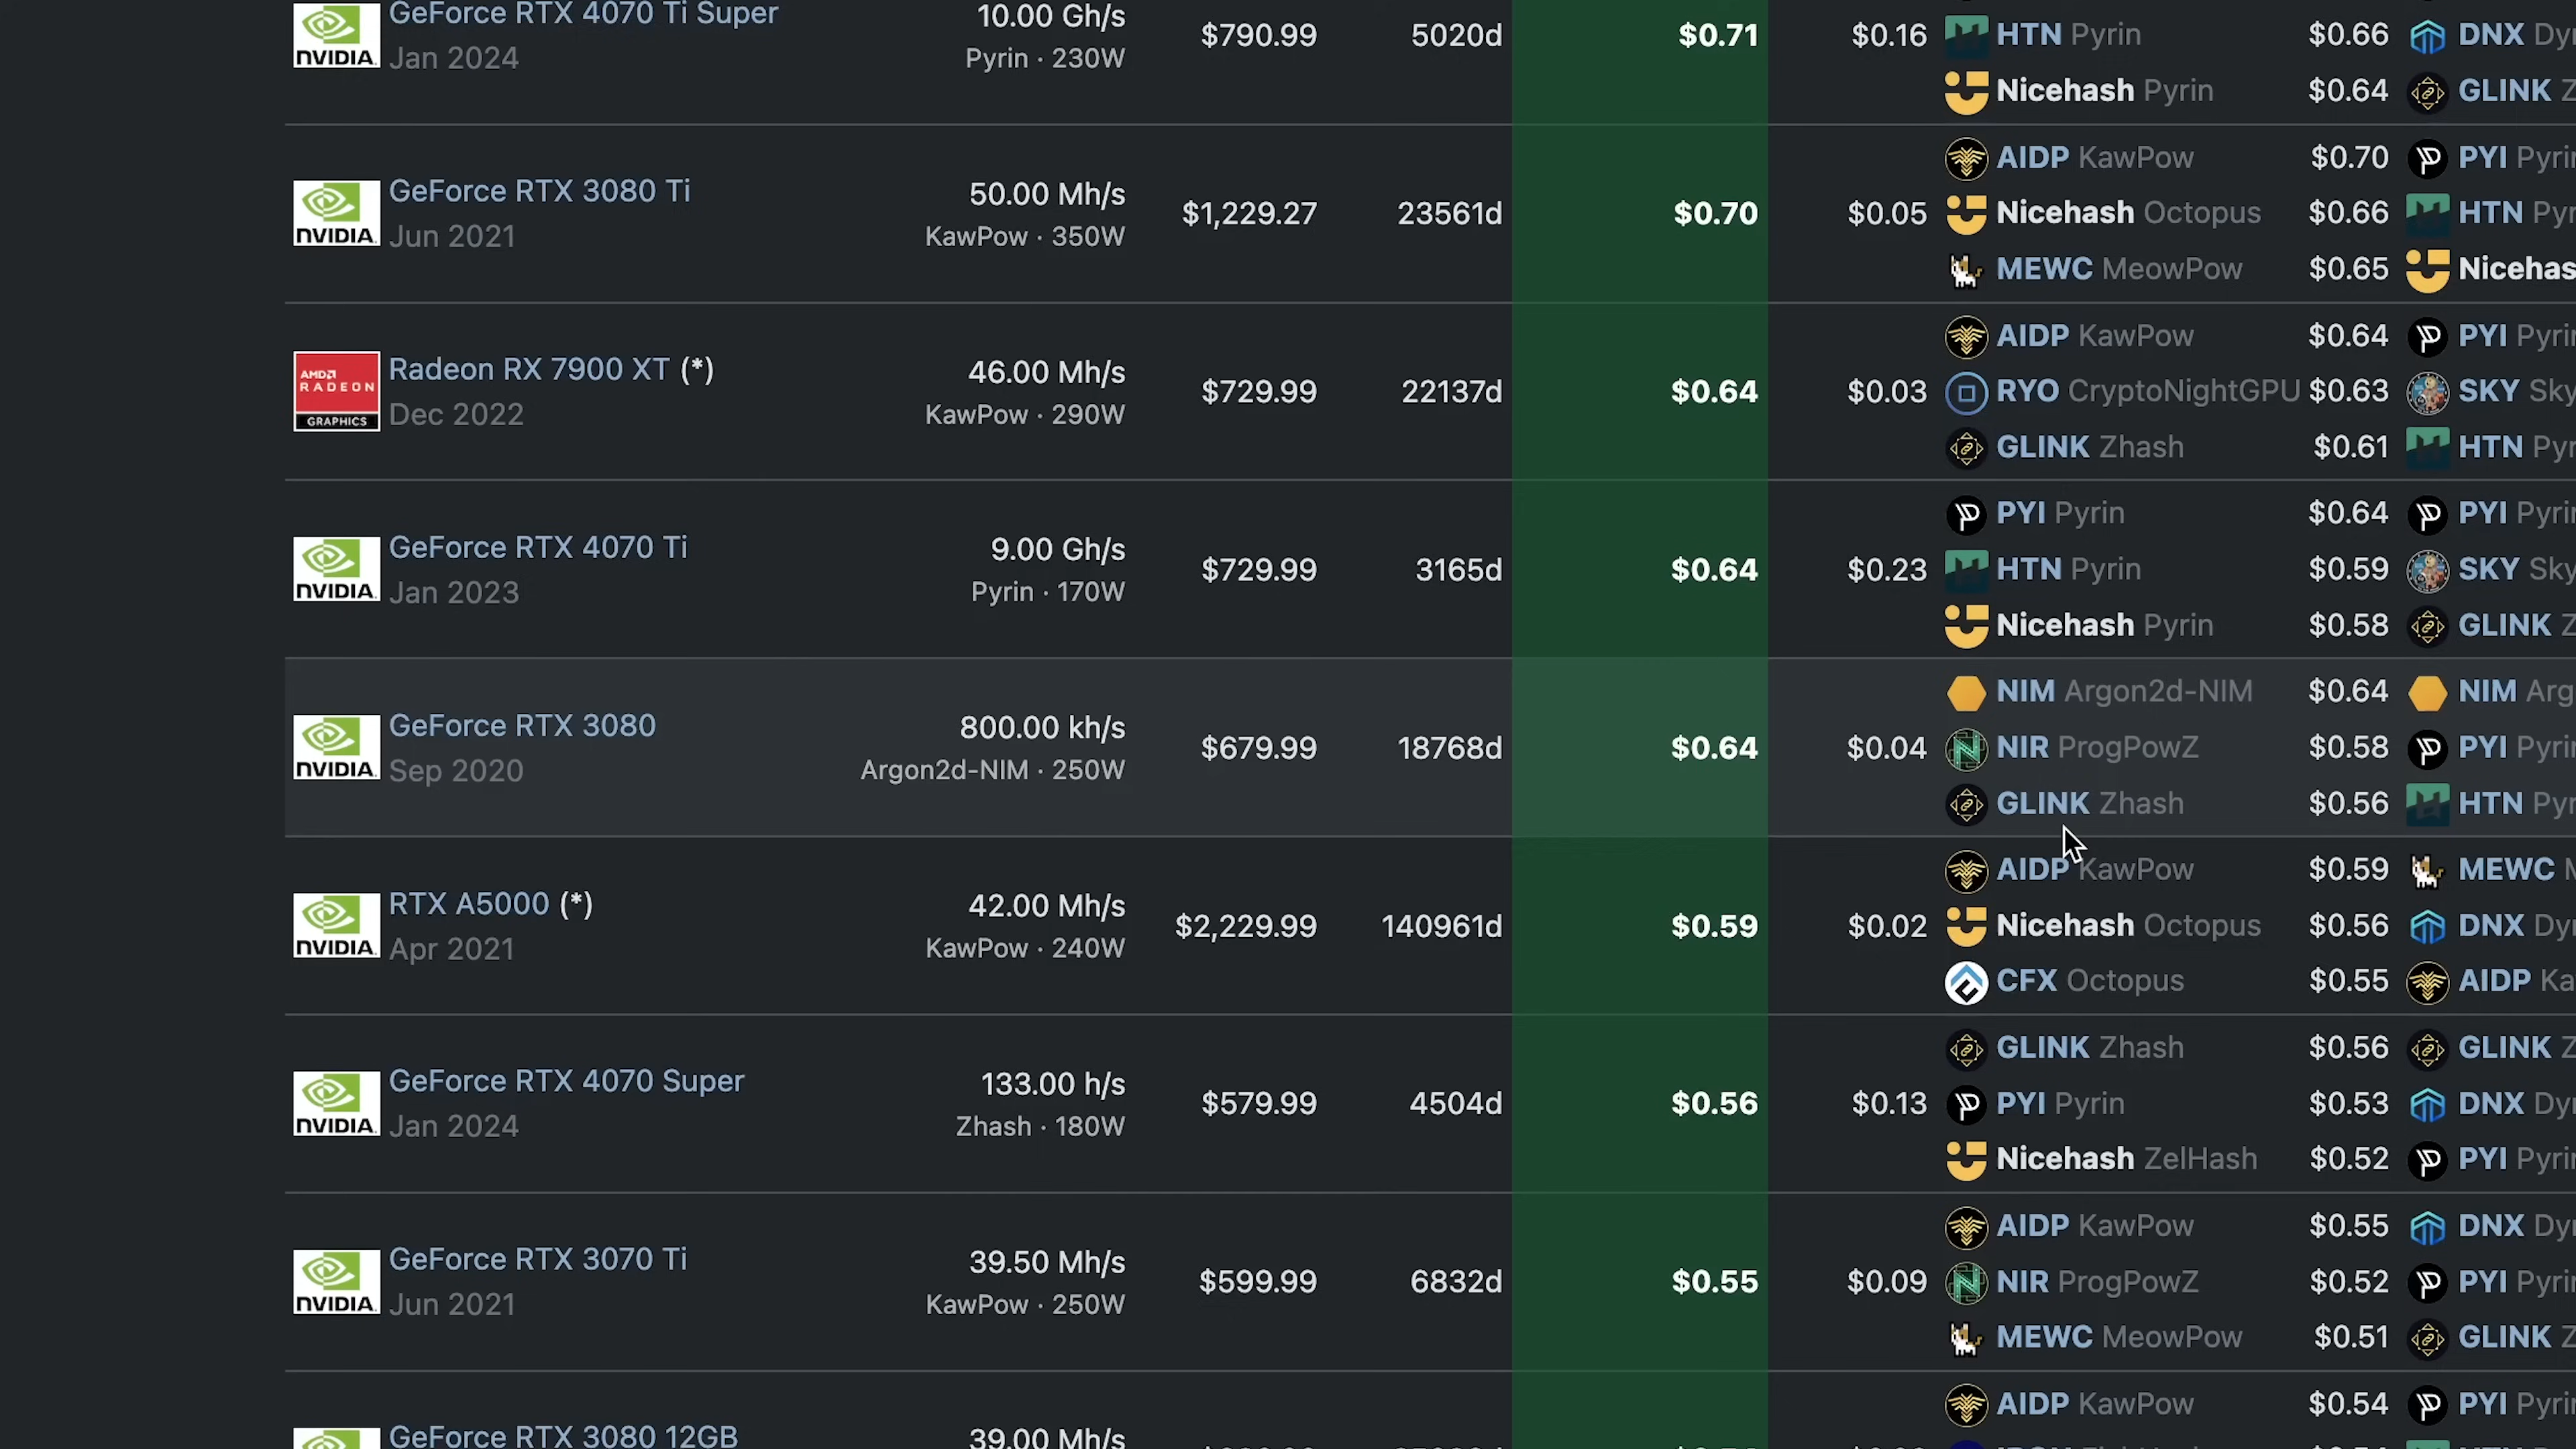 GeForce RTX 4070 Ti Super
Jan 2024
10.00 Gh/s
Pyrin · 230W
$790.99
5020d
$0.71
$0.16
HTN Pyrin $0.66
Nicehash Pyrin $0.64
DNX
GLINK
NVIDIA
GeForce RTX 3080 Ti
Jun 2021
50.00 Mh/s
KawPow · 350W
$1,229.27
23561d
$0.70
$0.05
AIDP KawPow $0.70
Nicehash Octopus $0.66
MEWC MeowPow $0.65
PYI
HTN
NVIDIA
Radeon RX 7900 XT (*)
Dec 2022
46.00 Mh/s
KawPow · 290W
$729.99
22137d
$0.64
$0.03
AIDP KawPow $0.64
RYO CryptoNightGPU $0.63
GLINK Zhash $0.61
PYI
SKY
HTN
AMD
RADEON
GRAPHICS
GeForce RTX 4070 Ti
Jan 2023
9.00 Gh/s
Pyrin · 170W
$729.99
3165d
$0.64
$0.23
PYI Pyrin $0.64
HTN Pyrin $0.59
Nicehash Pyrin $0.58
PYI
SKY
GLINK
NVIDIA
GeForce RTX 3080
Sep 2020
800.00 kh/s
Argon2d-NIM · 250W
$679.99
18768d
$0.64
$0.04
NIM Argon2d-NIM $0.64
NIR ProgPowZ $0.58
GLINK Zhash $0.56
NIM
PYI
HTN
NVIDIA
RTX A5000 (*)
Apr 2021
42.00 Mh/s
KawPow · 240W
$2,229.99
140961d
$0.59
$0.02
AIDP KawPow $0.59
Nicehash Octopus $0.56
CFX Octopus $0.55
MEWC
DNX
AIDP
NVIDIA
GeForce RTX 4070 Super
Jan 2024
133.00 h/s
Zhash · 180W
$579.99
4504d
$0.56
$0.13
GLINK Zhash $0.56
PYI Pyrin $0.53
Nicehash ZelHash $0.52
GLINK
DNX
PYI
NVIDIA
GeForce RTX 3070 Ti
Jun 2021
39.50 Mh/s
KawPow · 250W
$599.99
6832d
$0.55
$0.09
AIDP KawPow $0.55
NIR ProgPowZ $0.52
MEWC MeowPow $0.51
DNX
PYI
GLINK
NVIDIA
GeForce RTX 3080 12GB
39.00 Mh/s
AIDP KawPow $0.54
PYI